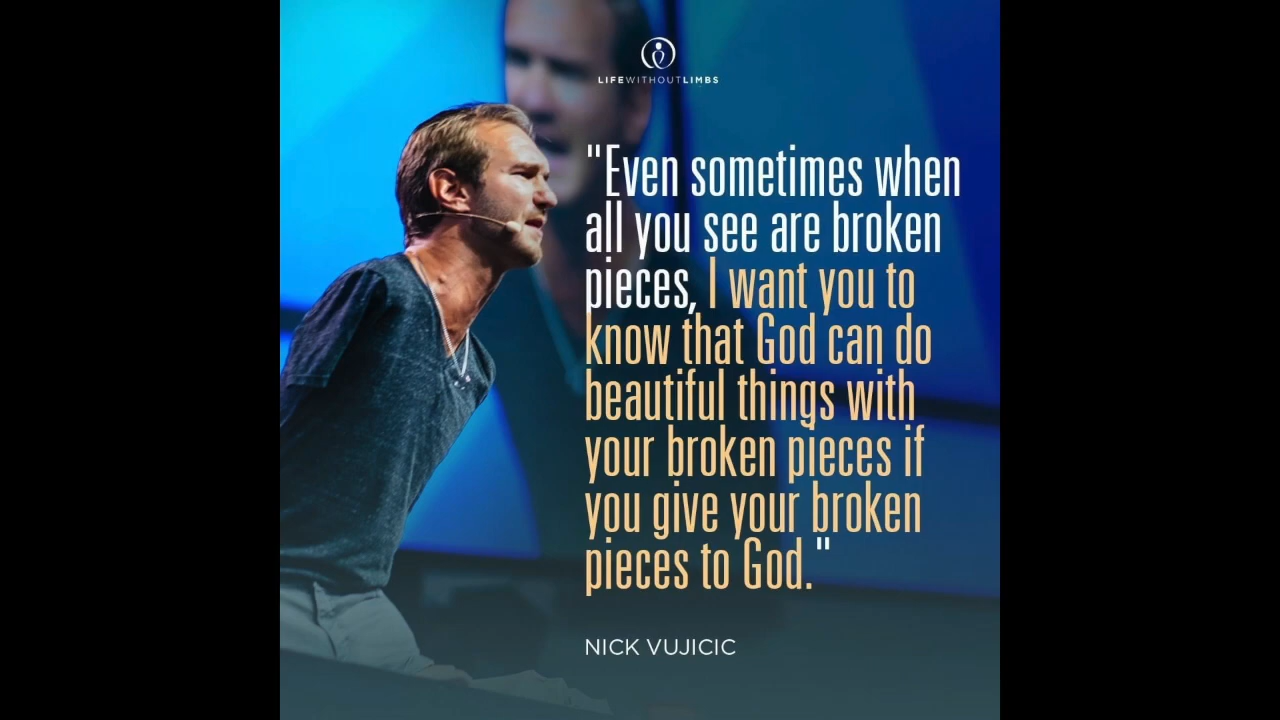 LIFEWITHOUTLIMBS
"Even sometimes when
all you see are broken
pieces, I want you to
know that God can do
beautiful things with
your broken pieces if
you give your broken
pieces to God."
NICK VUJICIC